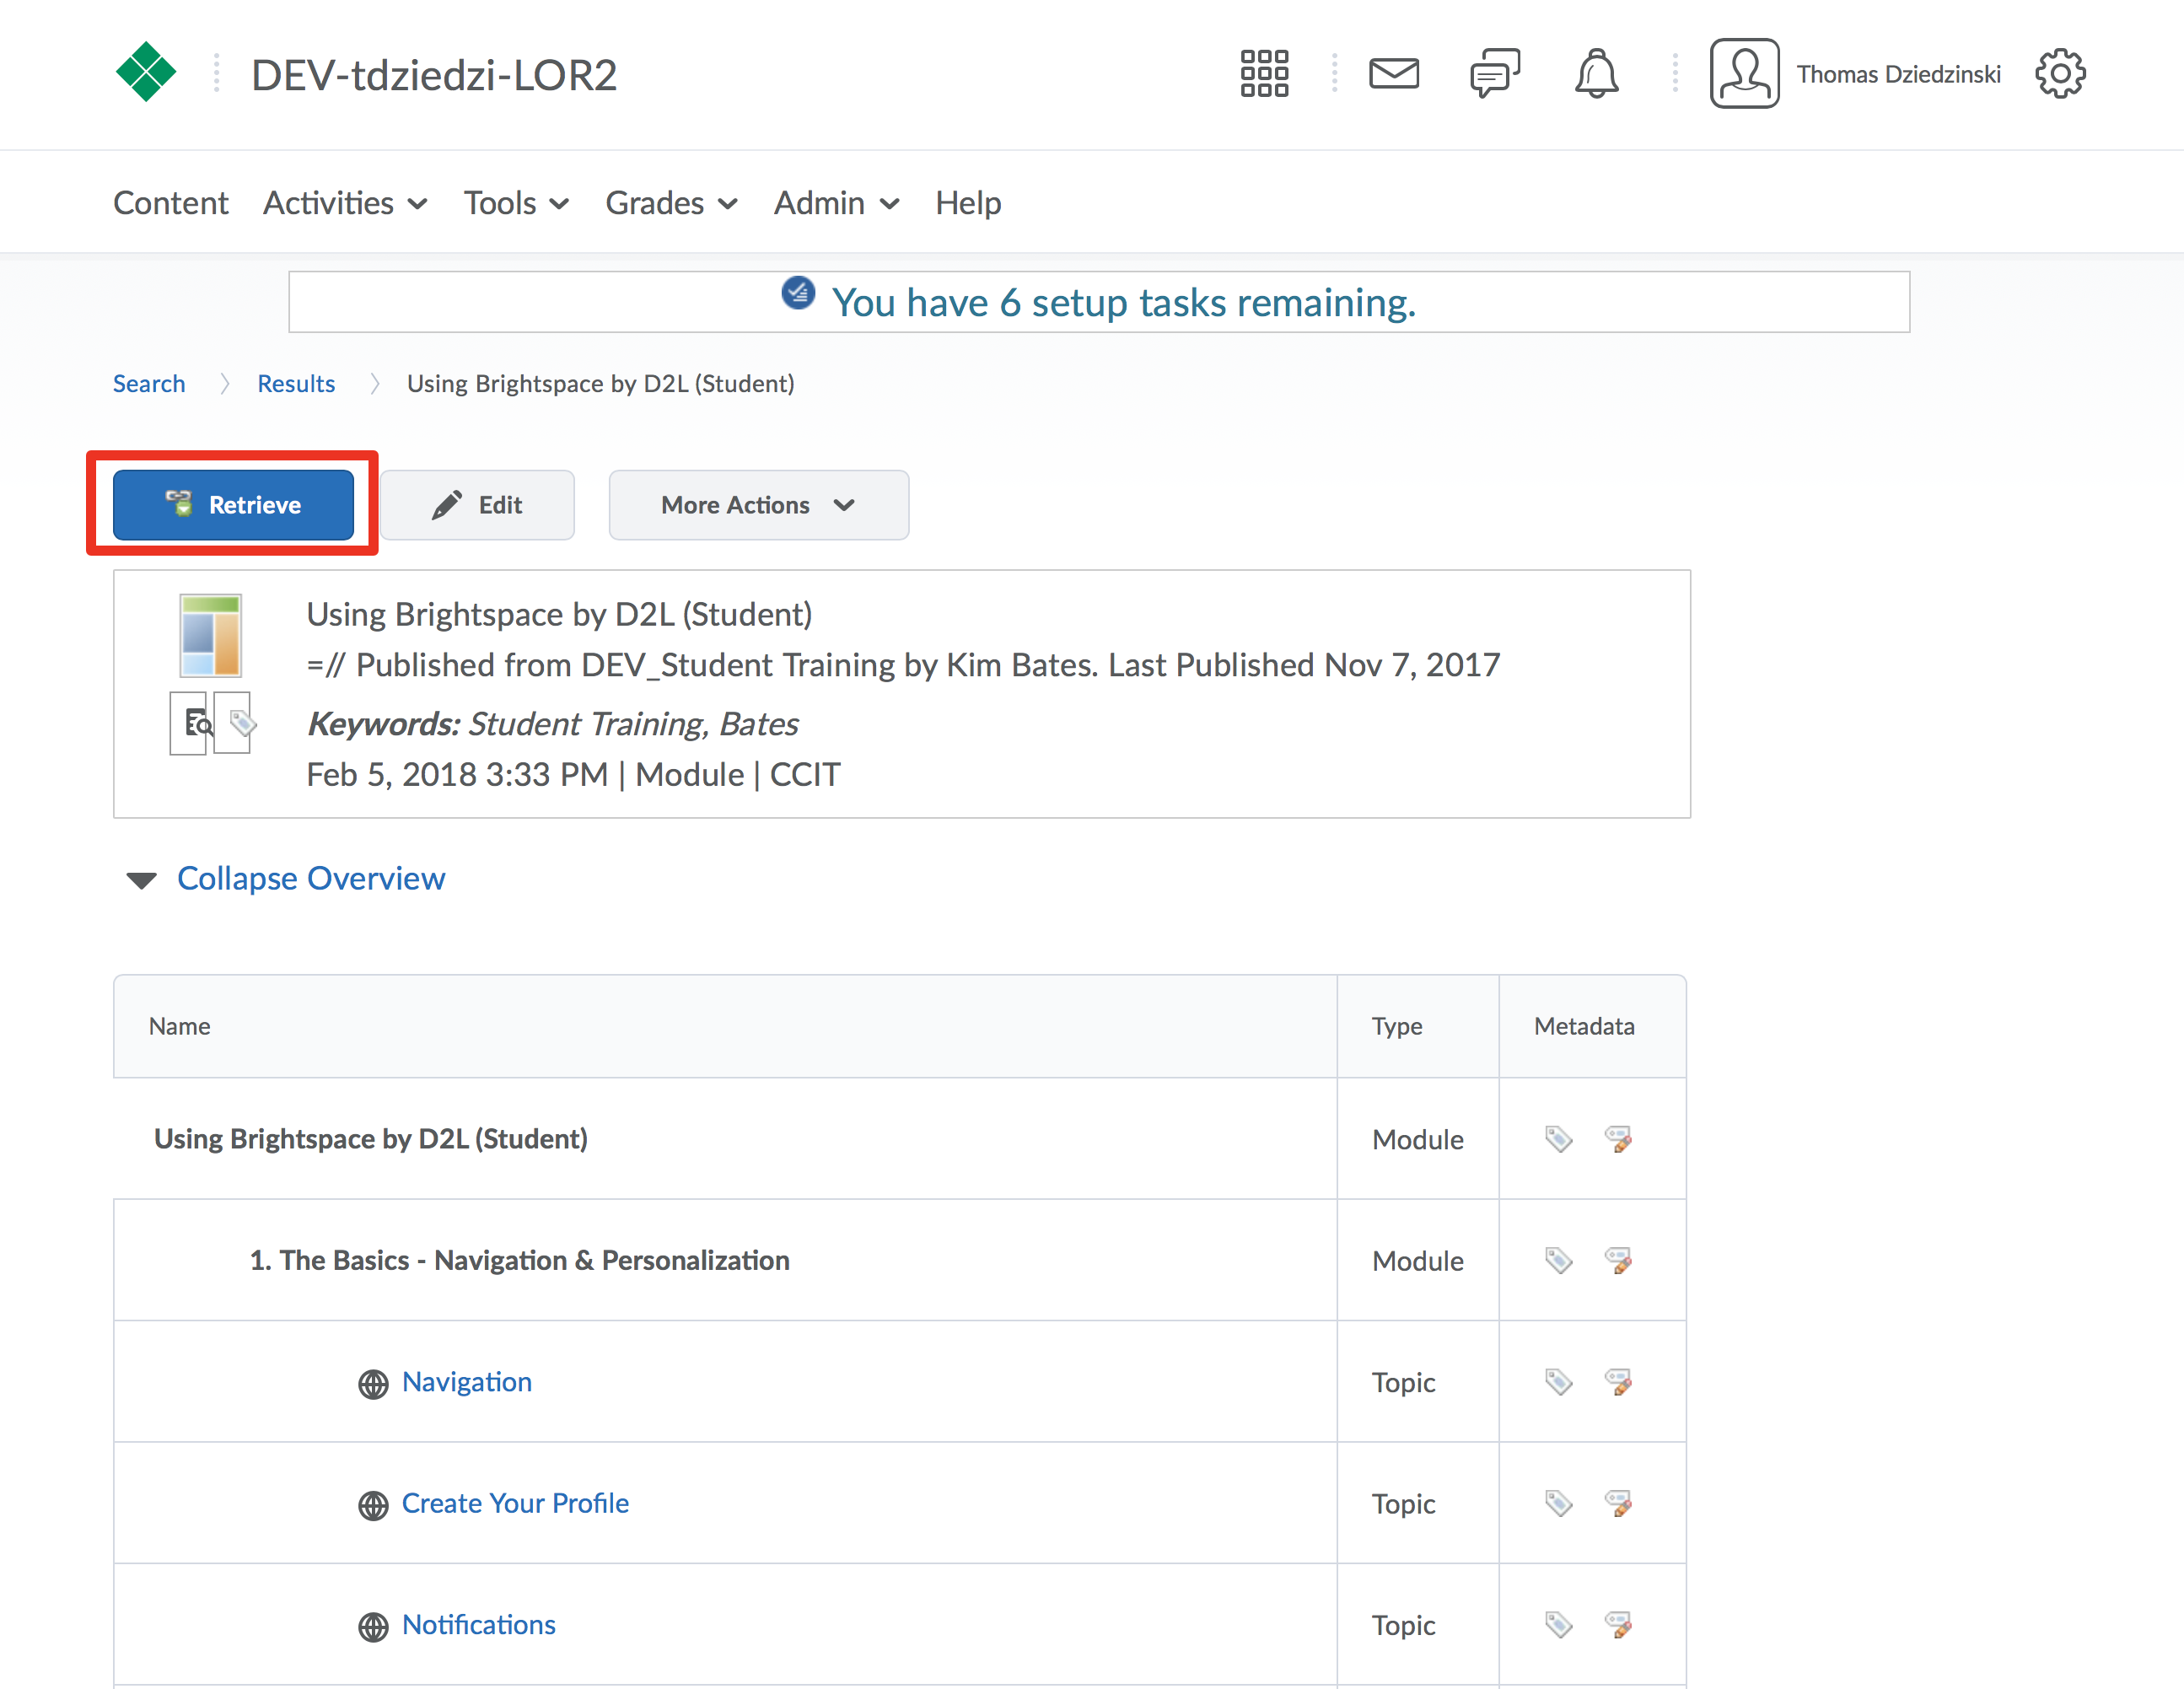 DEV-tdziedzi-LOR2
Thomas Dziedzinski
Content Activities Tools Grades Admin Help
You have 6 setup tasks remaining.
Search Results Using Brightspace by D2L (Student)
Retrieve Edit More Actions
Using Brightspace by D2L (Student)
=// Published from DEV_Student Training by Kim Bates. Last Published Nov 7, 2017
Keywords: Student Training, Bates
Feb 5, 2018 3:33 PM | Module | CCIT
Collapse Overview
Name Type Metadata
Using Brightspace by D2L (Student) Module
1. The Basics - Navigation & Personalization Module
Navigation Topic
Create Your Profile Topic
Notifications Topic